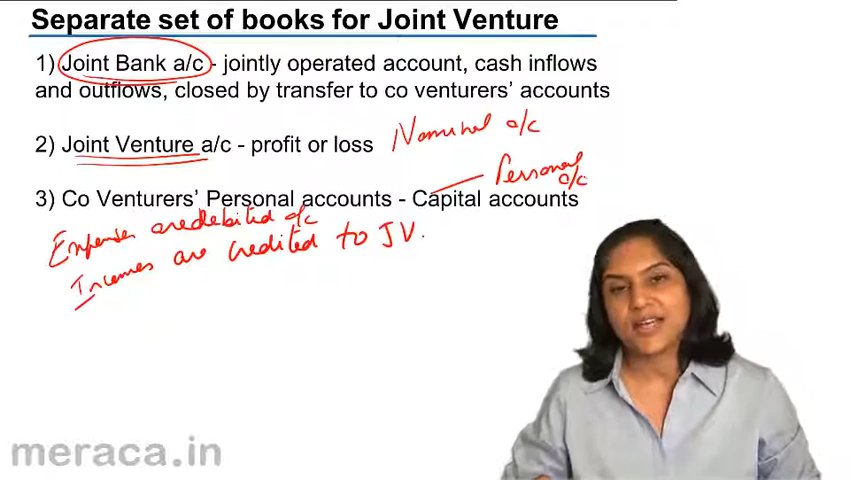 Separate set of books for Joint Venture
1) Joint Bank a/c - jointly operated account, cash inflows
and outflows, closed by transfer to co venturers' accounts
2) Joint Venture a/c - profit or loss
Nominal a/c
Personal
a/c
3) Co Venturers' Personal accounts - Capital accounts
Expenses are debited a/c
Incomes are credited to JV.
meraca.in